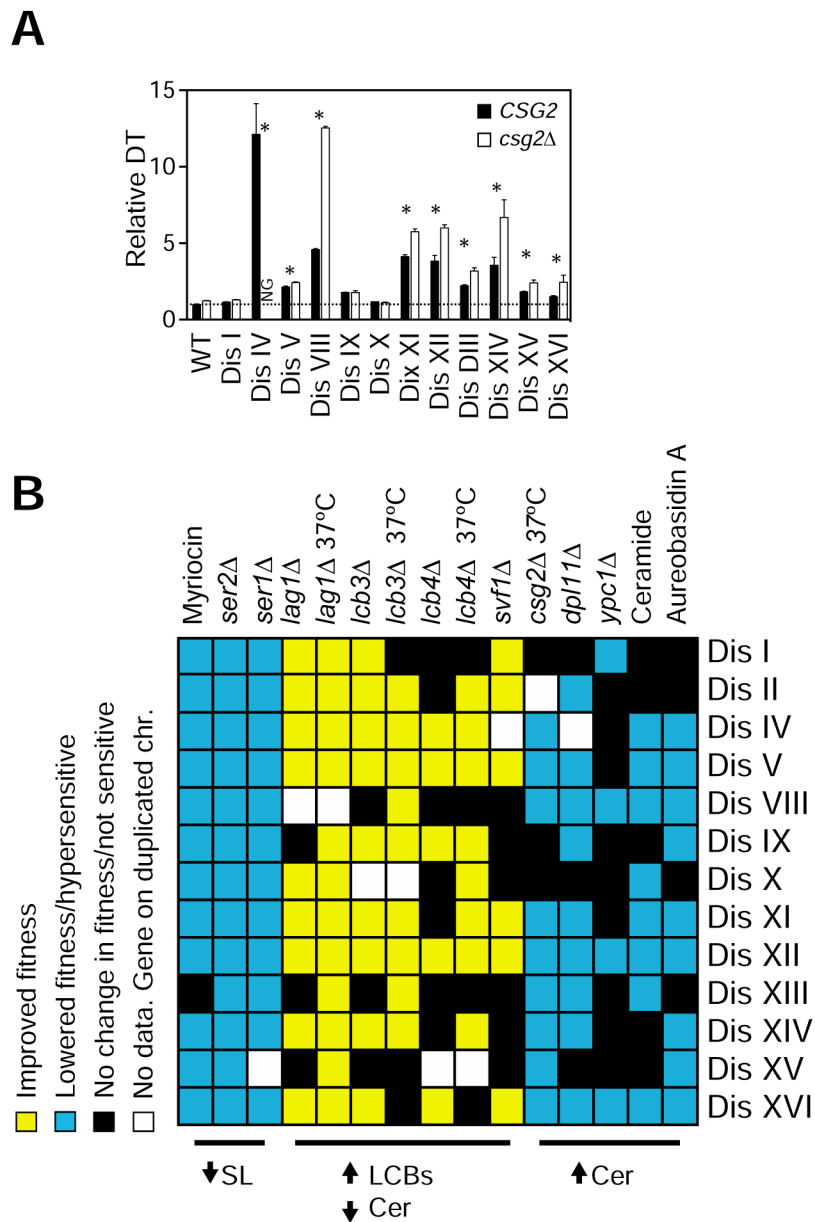 A
15
10
5
0
Relative DT
CSG2
csg2Δ
*
*
*
*
*
*
*
*
*
NG
WT
Dis I
Dis IV
Dis V
Dis VIII
Dis IX
Dis X
Dix XI
Dis XII
Dis DIII
Dis XIV
Dis XV
Dis XVI
B
Myriocin
ser2Δ
ser1Δ
lag1Δ
lag1Δ 37ºC
lcb3Δ
lcb3Δ 37ºC
lcb4Δ
lcb4Δ 37ºC
svf1Δ
csg2Δ 37ºC
dpl11Δ
ypc1Δ
Ceramide
Aureobasidin A
Dis I
Dis II
Dis IV
Dis V
Dis VIII
Dis IX
Dis X
Dis XI
Dis XII
Dis XIII
Dis XIV
Dis XV
Dis XVI
Improved fitness
Lowered fitness/hypersensitive
No change in fitness/not sensitive
No data. Gene on duplicated chr.
SL
LCBs
Cer
Cer